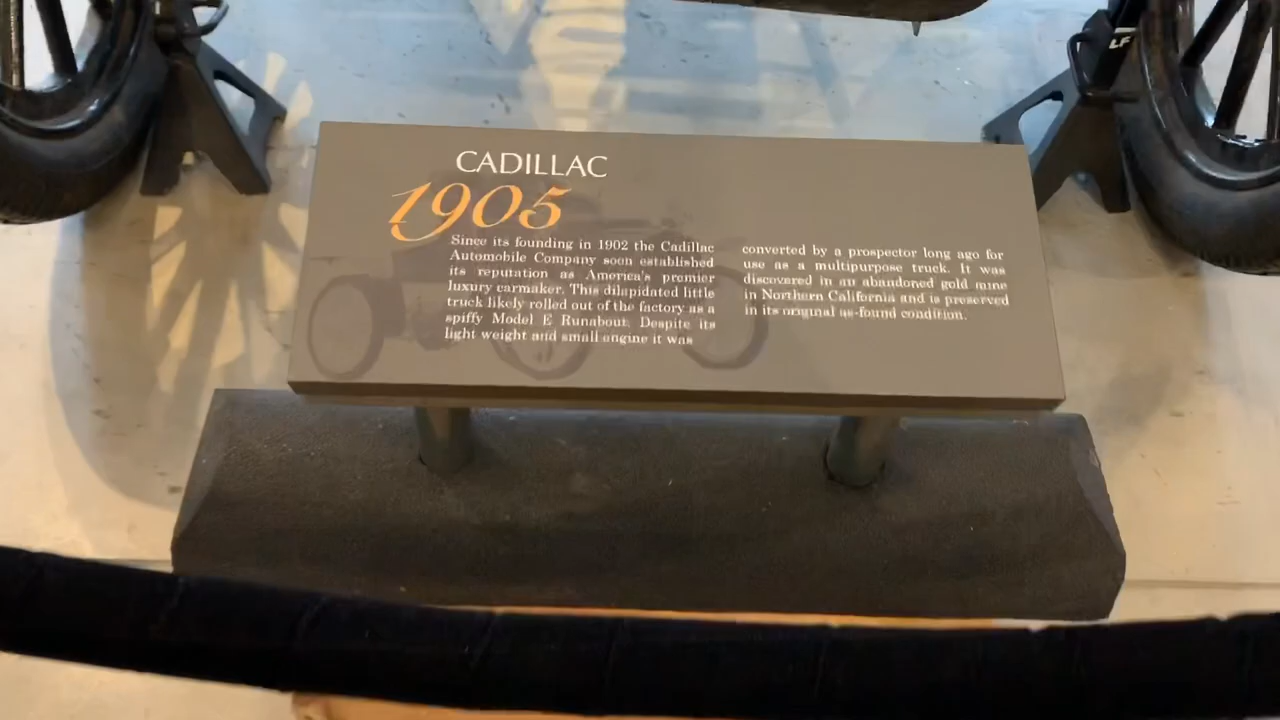 LF
CADILLAC
1905
Since its founding in 1902 the Cadillac
Automobile Company soon established
its reputation as America's premier
luxury carmaker. This dilapidated little
truck likely rolled out of the factory as a
spiffy Model E Runabout. Despite its
light weight and small engine it was
converted by a prospector long ago for
use as a multipurpose truck. It was
discovered in an abandoned gold mine
in Northern California and is preserved
in its original as-found condition.